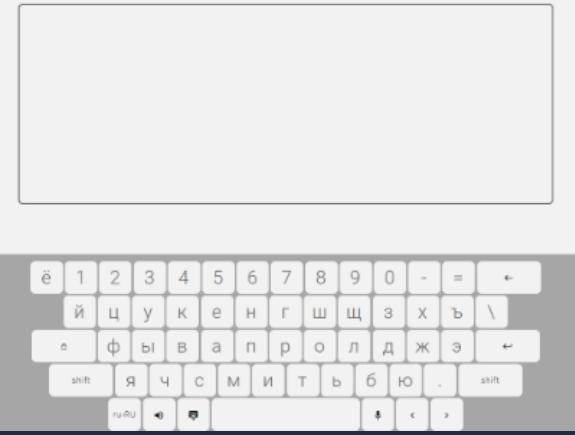 ё 1 2 3 4 5 6 7 8 9 0 - =
й ц у к е н г ш щ з х ъ \
ф ы в а п р о л д ж э
shift я ч с м и т ь б ю . shift
ru-RU